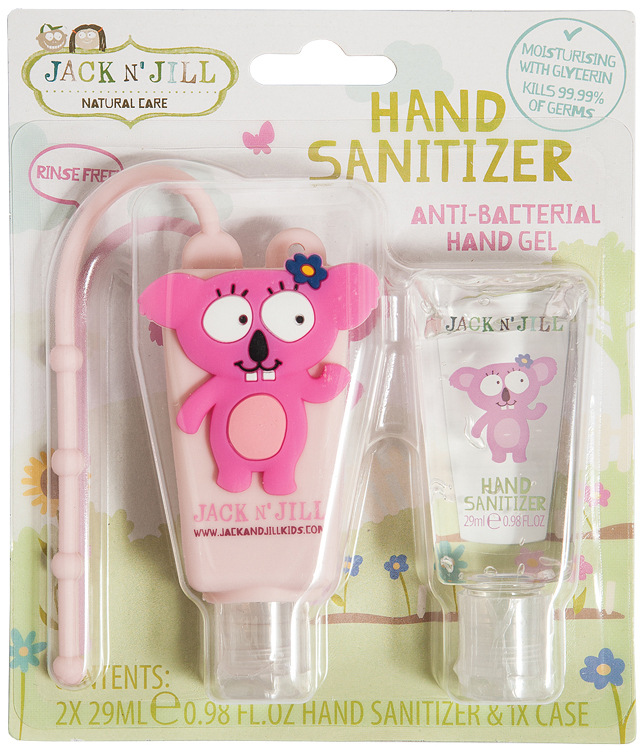 JACK N' JILL
NATURAL CARE
MOISTURISING
WITH GLYCERIN
KILLS 99.99%
OF GERMS
HAND
SANITIZER
RINSE FREE
ANTI-BACTERIAL
HAND GEL
JACK N' JILL
HAND
SANITIZER
29ml e 0.98 FL.OZ
JACK N' JILL
WWW.JACKANDJILLKIDS.COM
CONTENTS:
2X 29ML e 0.98 FL.OZ HAND SANITIZER & 1X CASE